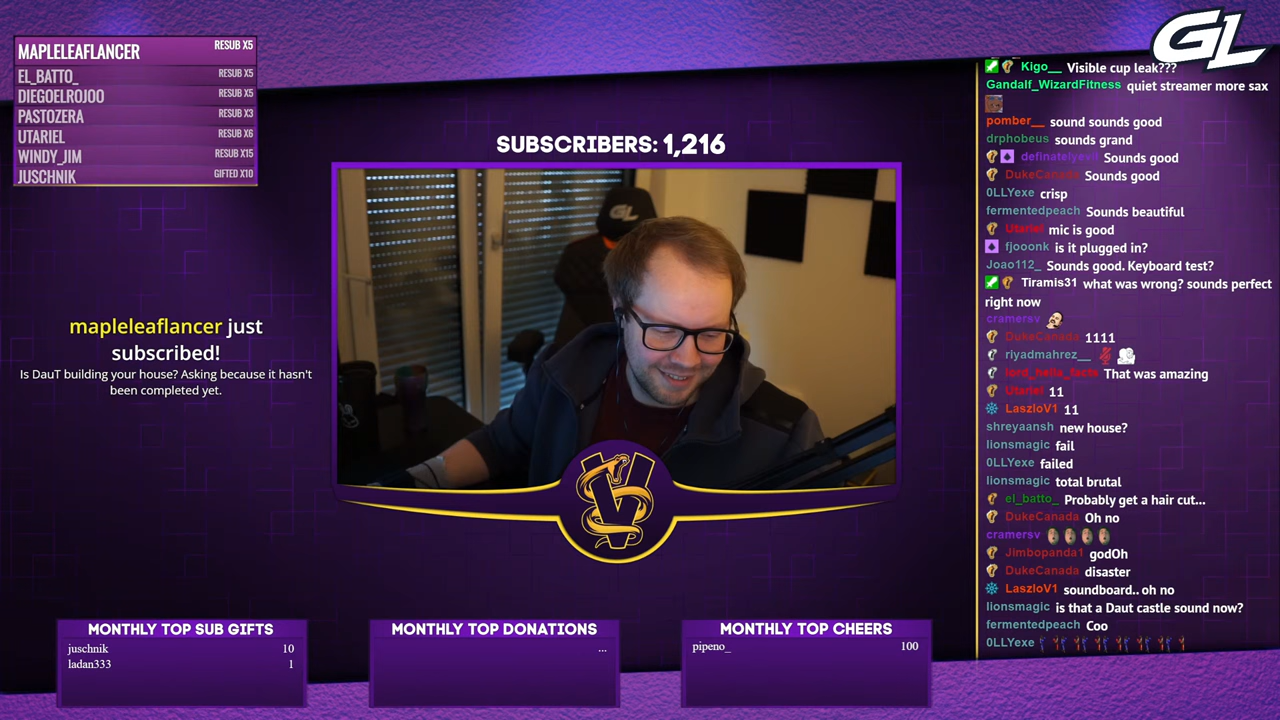 GL
MAPLELEAFLANCER RESUB X5
EL_BATTO_ RESUB X5
DIEGOELROJOO RESUB X5
PASTOZERA RESUB X3
UTARIEL RESUB X6
WINDY_JIM RESUB X15
JUSCHNIK GIFTED X10
SUBSCRIBERS: 1,216
GL
mapleleaflancer just
subscribed!
Is DauT building your house? Asking because it hasn't
been completed yet.
V
MONTHLY TOP SUB GIFTS
juschnik 10
ladan333 1
MONTHLY TOP DONATIONS
...
MONTHLY TOP CHEERS
pipeno_ 100
Kigo__ Visible cup leak???
Gandalf_WizardFitness quiet streamer more sax
pomber__ sound sounds good
drphobeus sounds grand
definatelyevil Sounds good
DukeCanada Sounds good
0LLYexe crisp
fermentedpeach Sounds beautiful
Utariel mic is good
fjooonk is it plugged in?
Joao112_ Sounds good. Keyboard test?
Tiramis31 what was wrong? sounds perfect
right now
cramersv
DukeCanada 1111
riyadmahrez__
lord_hella_facts That was amazing
Utariel 11
LaszloV1 11
shreyaansh new house?
lionsmagic fail
0LLYexe failed
lionsmagic total brutal
el_batto_ Probably get a hair cut...
DukeCanada Oh no
cramersv
Jimbopanda1 godOh
DukeCanada disaster
LaszloV1 soundboard.. oh no
lionsmagic is that a Daut castle sound now?
fermentedpeach Coo
0LLYexe